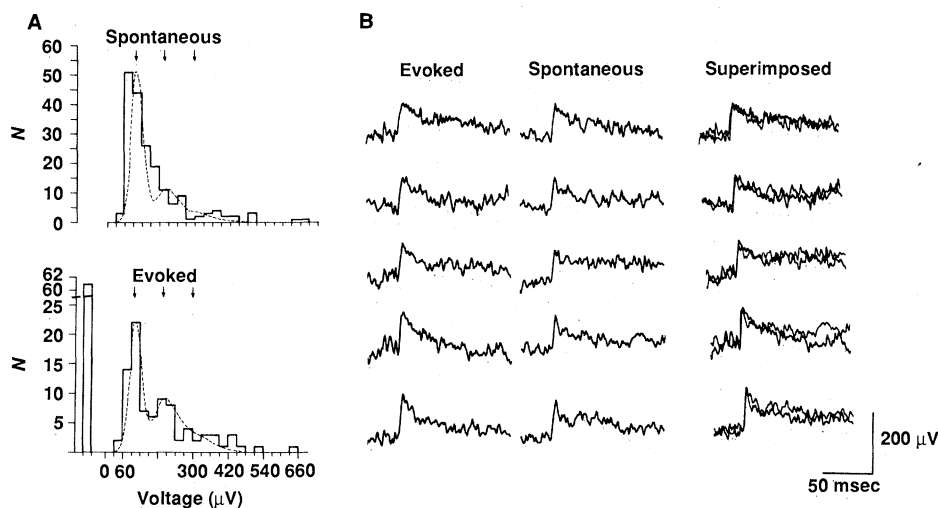 A
Spontaneous
60
50
40
30
20
10
0
N
Evoked
62
60
25
20
15
10
5
N
0 60 180 300 420 540 660
Voltage (μV)
B
Evoked Spontaneous Superimposed
200 μV
50 msec